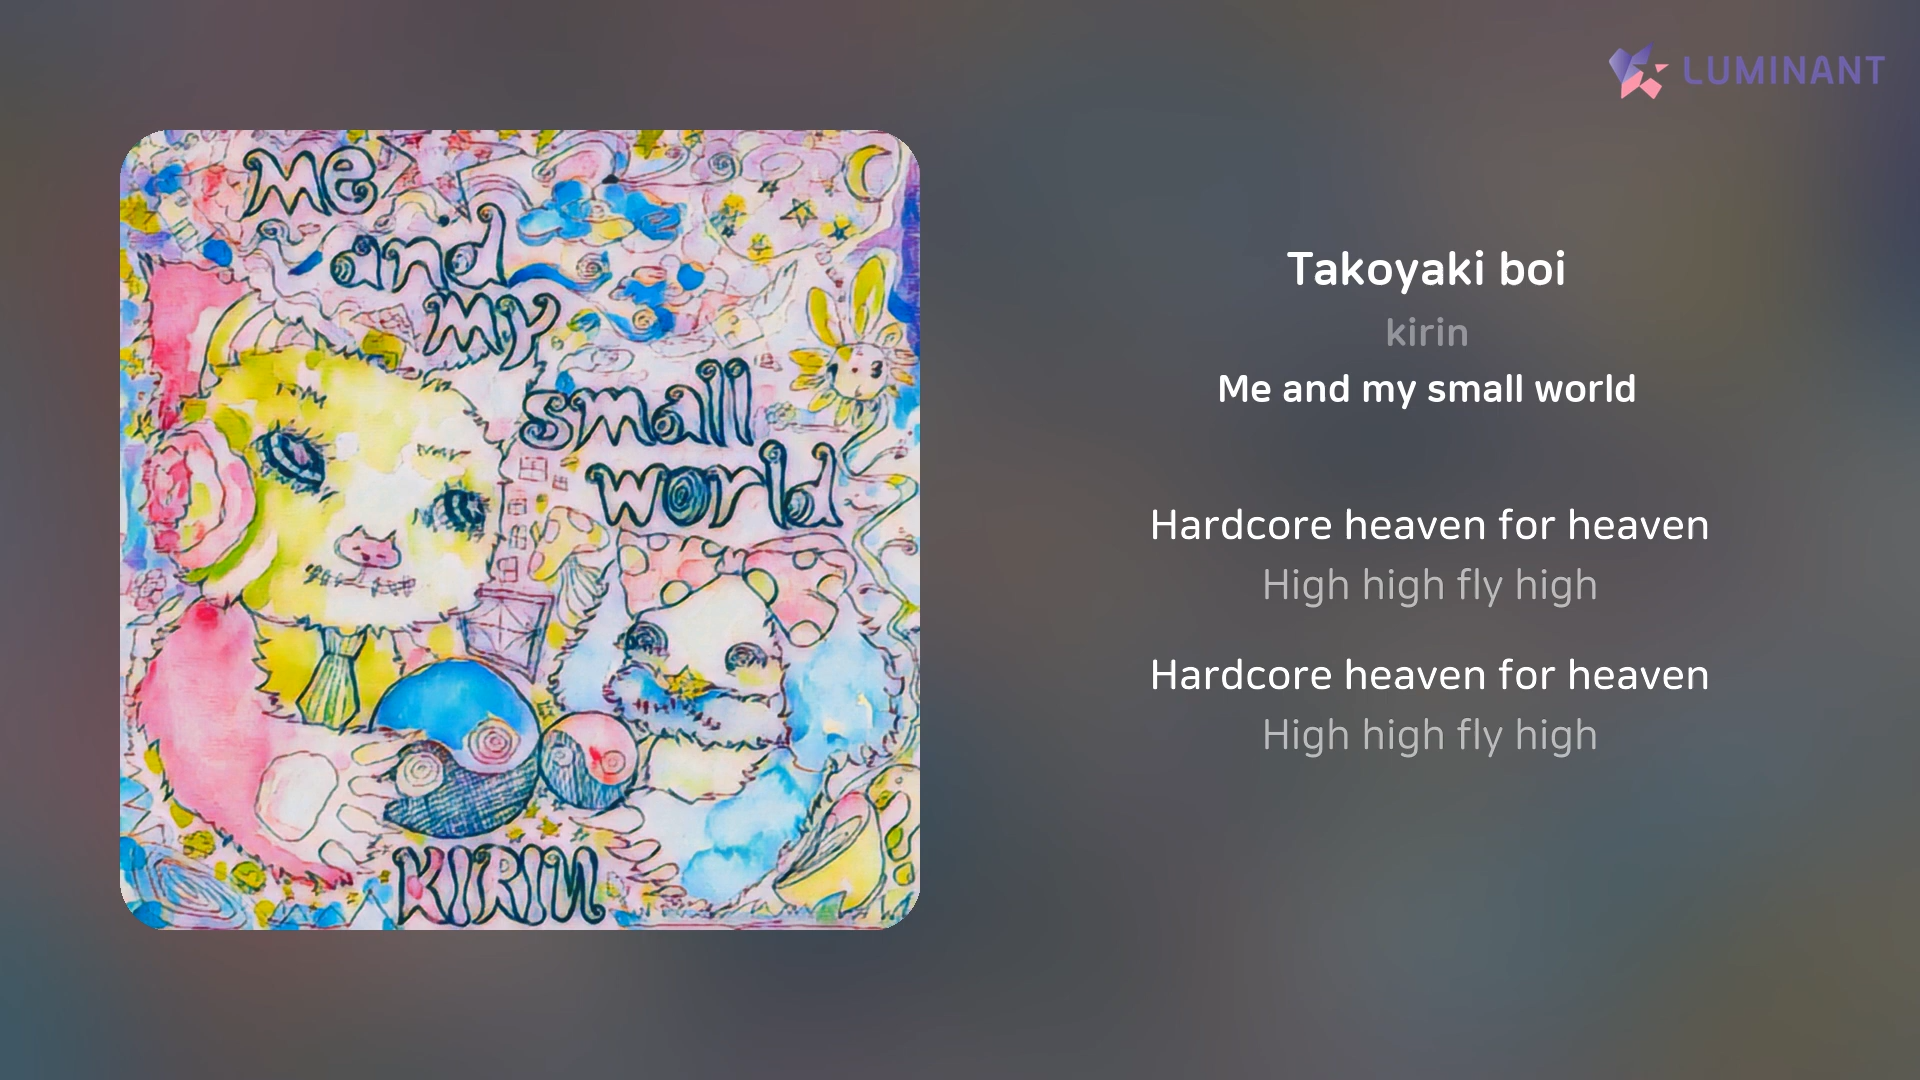 LUMINANT
me
and
my
small
world
KIRIN
Takoyaki boi
kirin
Me and my small world
Hardcore heaven for heaven
High high fly high
Hardcore heaven for heaven
High high fly high